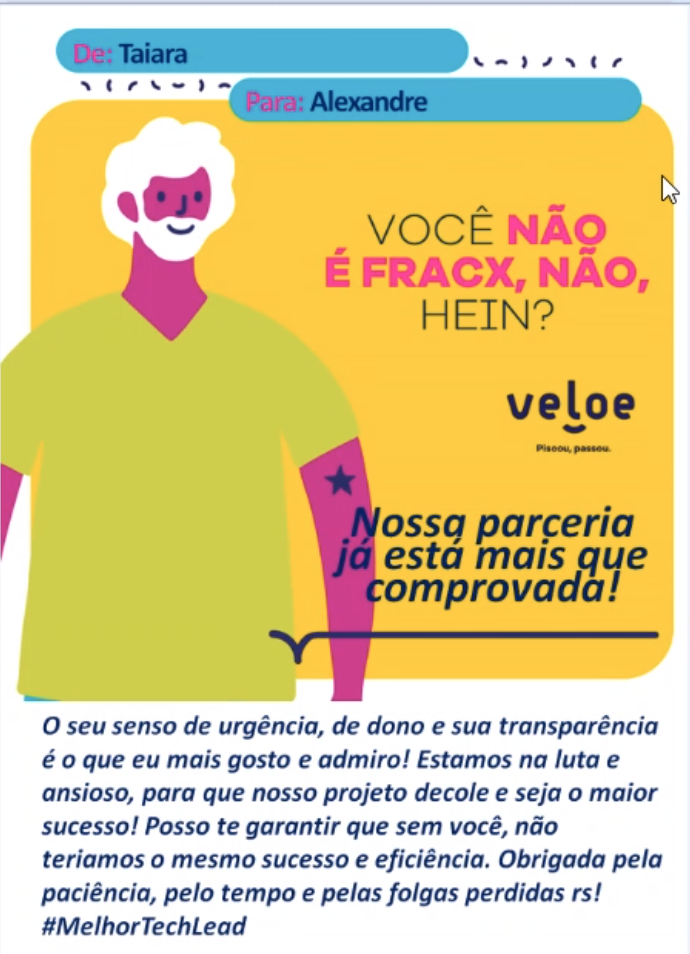 De: Taiara
Para: Alexandre
VOCÊ NÃO
É FRACX, NÃO,
HEIN?
veloe
Piscou, passou.
Nossa parceria
já está mais que
comprovada!
O seu senso de urgência, de dono e sua transparência
é o que eu mais gosto e admiro! Estamos na luta e
ansioso, para que nosso projeto decole e seja o maior
sucesso! Posso te garantir que sem você, não
teriamos o mesmo sucesso e eficiência. Obrigada pela
paciência, pelo tempo e pelas folgas perdidas rs!
#MelhorTechLead